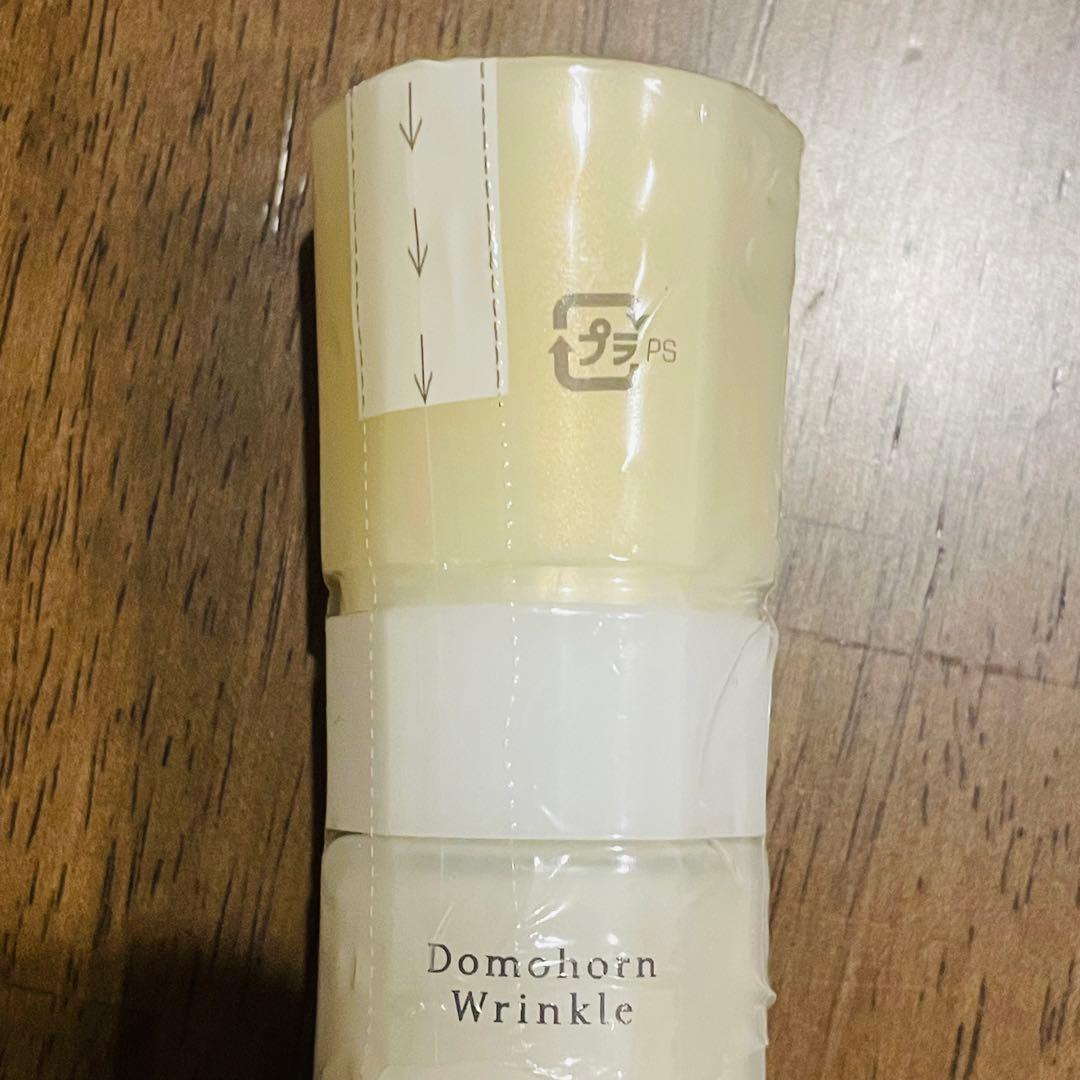 プラ PS
Domohorn
Wrinkle